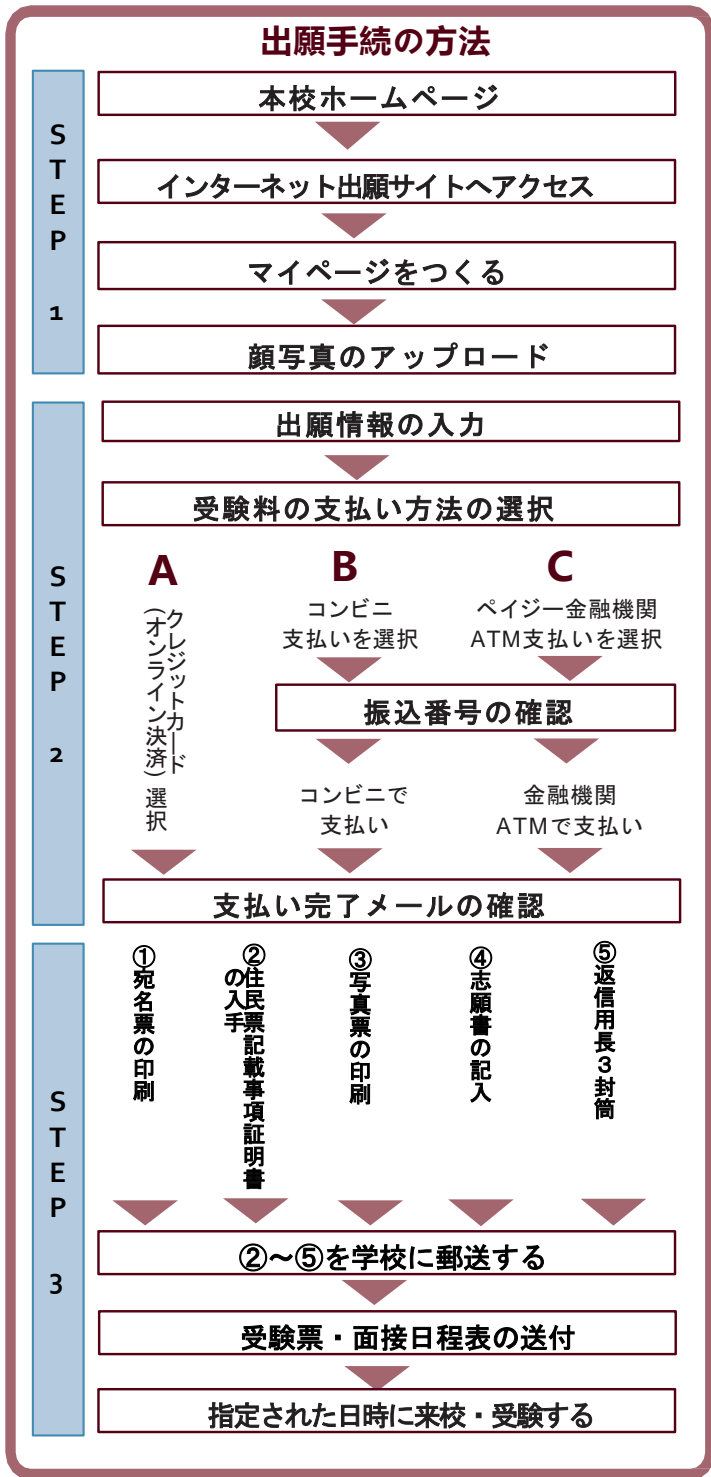 出願手続の方法
STEP 1
本校ホームページ
インターネット出願サイトへアクセス
マイページをつくる
顔写真のアップロード
STEP 2
出願情報の入力
受験料の支払い方法の選択
A
クレジットカード
(オンライン決済)選択
B
コンビニ
支払いを選択
C
ペイジー金融機関
ATM支払いを選択
振込番号の確認
コンビニで
支払い
金融機関
ATMで支払い
支払い完了メールの確認
STEP 3
①宛名票の印刷
②住民票記載事項証明書
の入手
③写真票の印刷
④志願書の記入
⑤返信用長3封筒
②～⑤を学校に郵送する
受験票・面接日程表の送付
指定された日時に来校・受験する